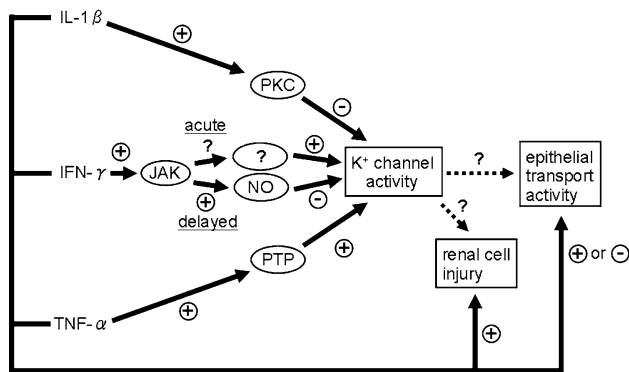 IL-1β
⊕
PKC
⊖
acute
?
?
⊕
IFN-γ
⊕
JAK
NO
⊕
⊖
delayed
K⁺ channel
activity
?
epithelial
transport
activity
?
PTP
⊕
renal cell
injury
⊕ or ⊖
TNF-α
⊕
⊕